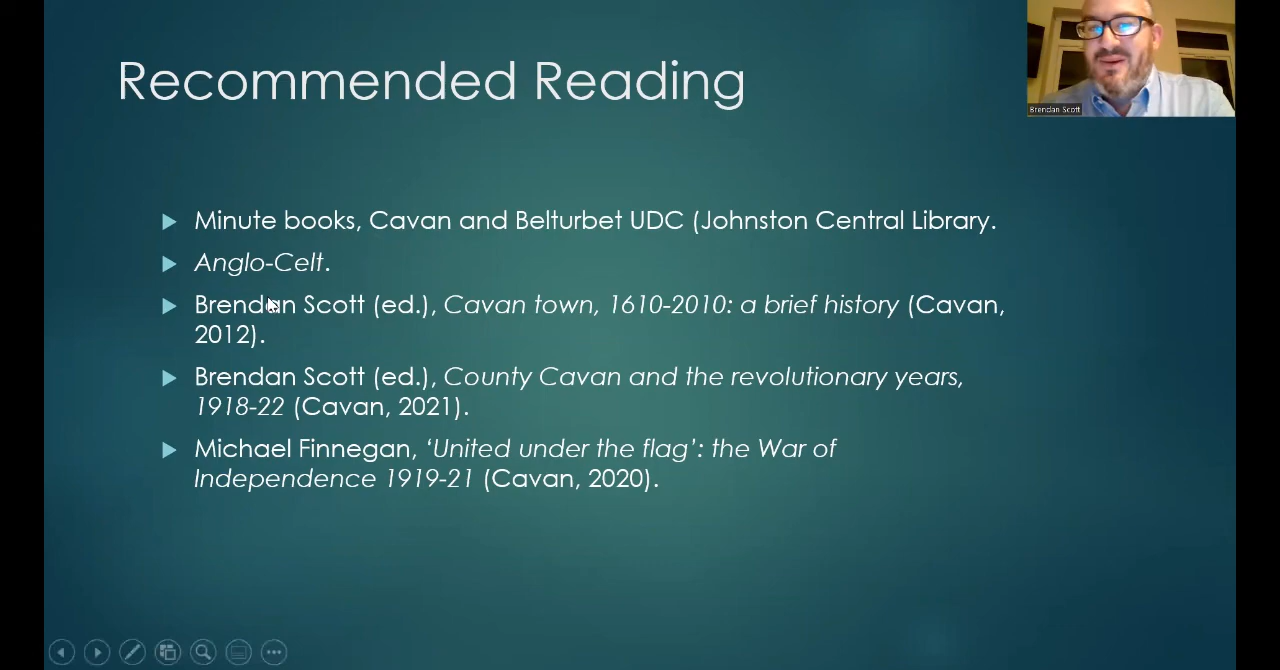 Recommended Reading
Brendan Scott
Minute books, Cavan and Belturbet UDC (Johnston Central Library.
Anglo-Celt.
Brendan Scott (ed.), Cavan town, 1610-2010: a brief history (Cavan,
2012).
Brendan Scott (ed.), County Cavan and the revolutionary years,
1918-22 (Cavan, 2021).
Michael Finnegan, ‘United under the flag’: the War of
Independence 1919-21 (Cavan, 2020).